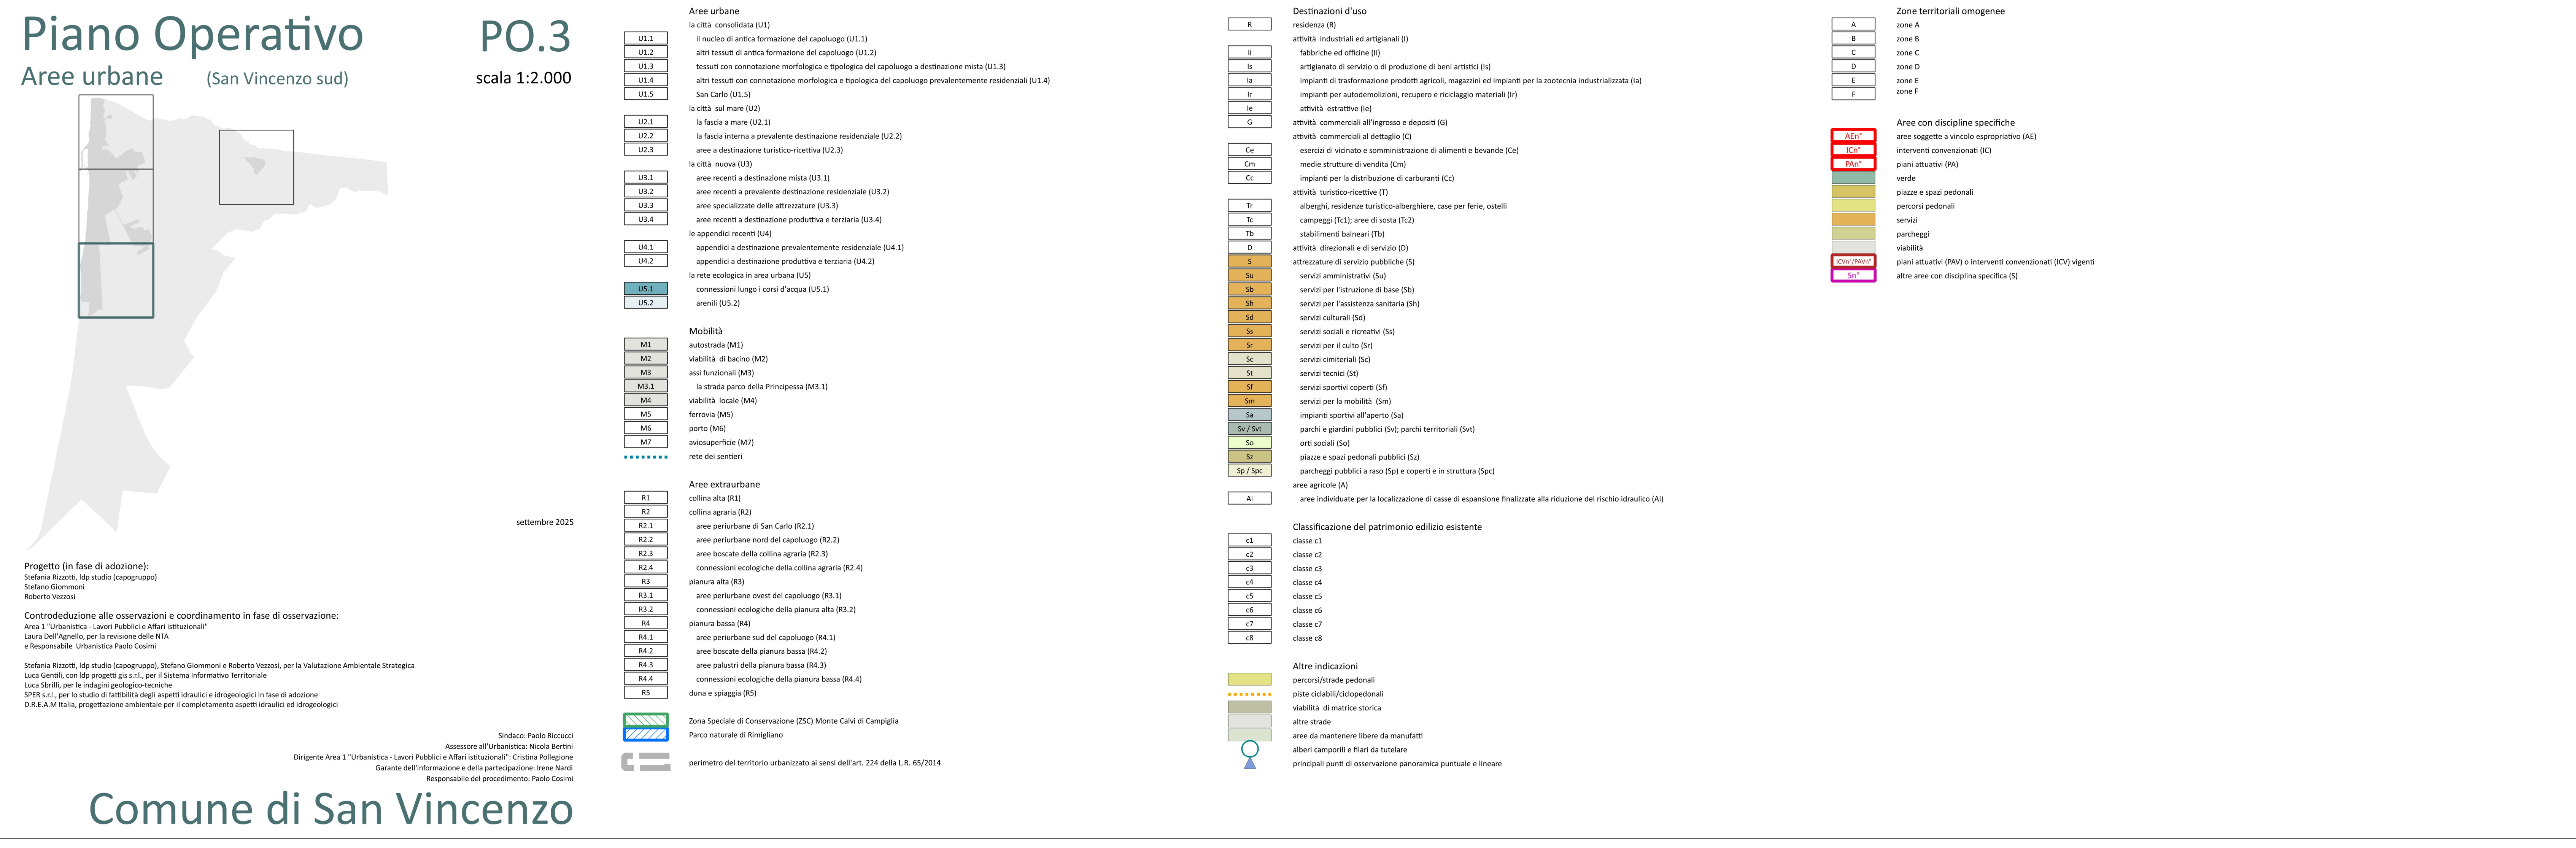 Piano Operativo
PO.3
Aree urbane
(San Vincenzo sud)
scala 1:2.000
settembre 2025
Progetto (in fase di adozione):
Stefania Rizzotti, ldp studio (capogruppo)
Stefano Giommoni
Roberto Vezzosi
Controdeduzione alle osservazioni e coordinamento in fase di osservazione:
Area 1 "Urbanistica - Lavori Pubblici e Affari istituzionali"
Laura Dell'Agnello, per la revisione delle NTA
e Responsabile Urbanistica Paolo Cosimi
Stefania Rizzotti, ldp studio (capogruppo), Stefano Giommoni e Roberto Vezzosi, per la Valutazione Ambientale Strategica
Luca Gentili, con ldp progetti gis s.r.l., per il Sistema Informativo Territoriale
Luca Sbrilli, per le indagini geologico-tecniche
SPER s.r.l., per lo studio di fattibilità degli aspetti idraulici e idrogeologici in fase di adozione
D.R.E.A.M Italia, progettazione ambientale per il completamento aspetti idraulici ed idrogeologici
Sindaco: Paolo Riccucci
Assessore all'Urbanistica: Nicola Bertini
Dirigente Area 1 "Urbanistica - Lavori Pubblici e Affari istituzionali": Cristina Pollegione
Garante dell'informazione e della partecipazione: Irene Nardi
Responsabile del procedimento: Paolo Cosimi
Comune di San Vincenzo
Aree urbane
la città consolidata (U1)
U1.1 il nucleo di antica formazione del capoluogo (U1.1)
U1.2 altri tessuti di antica formazione del capoluogo (U1.2)
U1.3 tessuti con connotazione morfologica e tipologica del capoluogo a destinazione mista (U1.3)
U1.4 altri tessuti con connotazione morfologica e tipologica del capoluogo prevalentemente residenziali (U1.4)
U1.5 San Carlo (U1.5)
la città sul mare (U2)
U2.1 la fascia a mare (U2.1)
U2.2 la fascia interna a prevalente destinazione residenziale (U2.2)
U2.3 aree a destinazione turistico-ricettiva (U2.3)
la città nuova (U3)
U3.1 aree recenti a destinazione mista (U3.1)
U3.2 aree recenti a prevalente destinazione residenziale (U3.2)
U3.3 aree specializzate delle attrezzature (U3.3)
U3.4 aree recenti a destinazione produttiva e terziaria (U3.4)
le appendici recenti (U4)
U4.1 appendici a destinazione prevalentemente residenziale (U4.1)
U4.2 appendici a destinazione produttiva e terziaria (U4.2)
la rete ecologica in area urbana (U5)
U5.1 connessioni lungo i corsi d'acqua (U5.1)
U5.2 arenili (U5.2)
Mobilità
M1 autostrada (M1)
M2 viabilità di bacino (M2)
M3 assi funzionali (M3)
M3.1 la strada parco della Principessa (M3.1)
M4 viabilità locale (M4)
M5 ferrovia (M5)
M6 porto (M6)
M7 aviosuperficie (M7)
rete dei sentieri
Aree extraurbane
R1 collina alta (R1)
R2 collina agraria (R2)
R2.1 aree periurbane di San Carlo (R2.1)
R2.2 aree periurbane nord del capoluogo (R2.2)
R2.3 aree boscate della collina agraria (R2.3)
R2.4 connessioni ecologiche della collina agraria (R2.4)
R3 pianura alta (R3)
R3.1 aree periurbane ovest del capoluogo (R3.1)
R3.2 connessioni ecologiche della pianura alta (R3.2)
R4 pianura bassa (R4)
R4.1 aree periurbane sud del capoluogo (R4.1)
R4.2 aree boscate della pianura bassa (R4.2)
R4.3 aree palustri della pianura bassa (R4.3)
R4.4 connessioni ecologiche della pianura bassa (R4.4)
R5 duna e spiaggia (R5)
Zona Speciale di Conservazione (ZSC) Monte Calvi di Campiglia
Parco naturale di Rimigliano
perimetro del territorio urbanizzato ai sensi dell'art. 224 della L.R. 65/2014
Destinazioni d'uso
R residenza (R)
attività industriali ed artigianali (I)
Ii fabbriche ed officine (Ii)
Is artigianato di servizio o di produzione di beni artistici (Is)
Ia impianti di trasformazione prodotti agricoli, magazzini ed impianti per la zootecnia industrializzata (Ia)
Ir impianti per autodemolizioni, recupero e riciclaggio materiali (Ir)
Ie attività estrattive (Ie)
G attività commerciali all'ingrosso e depositi (G)
attività commerciali al dettaglio (C)
Ce esercizi di vicinato e somministrazione di alimenti e bevande (Ce)
Cm medie strutture di vendita (Cm)
Cc impianti per la distribuzione di carburanti (Cc)
attività turistico-ricettive (T)
Tr alberghi, residenze turistico-alberghiere, case per ferie, ostelli
Tc campeggi (Tc1); aree di sosta (Tc2)
Tb stabilimenti balneari (Tb)
D attività direzionali e di servizio (D)
S attrezzature di servizio pubbliche (S)
Su servizi amministrativi (Su)
Sb servizi per l'istruzione di base (Sb)
Sh servizi per l'assistenza sanitaria (Sh)
Sd servizi culturali (Sd)
Ss servizi sociali e ricreativi (Ss)
Sr servizi per il culto (Sr)
Sc servizi cimiteriali (Sc)
St servizi tecnici (St)
Sf servizi sportivi coperti (Sf)
Sm servizi per la mobilità (Sm)
Sa impianti sportivi all'aperto (Sa)
Sv / Svt parchi e giardini pubblici (Sv); parchi territoriali (Svt)
So orti sociali (So)
Sz piazze e spazi pedonali pubblici (Sz)
Sp / Spc parcheggi pubblici a raso (Sp) e coperti e in struttura (Spc)
aree agricole (A)
Ai aree individuate per la localizzazione di casse di espansione finalizzate alla riduzione del rischio idraulico (Ai)
Classificazione del patrimonio edilizio esistente
c1 classe c1
c2 classe c2
c3 classe c3
c4 classe c4
c5 classe c5
c6 classe c6
c7 classe c7
c8 classe c8
Altre indicazioni
percorsi/strade pedonali
piste ciclabili/ciclopedonali
viabilità di matrice storica
altre strade
aree da mantenere libere da manufatti
alberi camporili e filari da tutelare
principali punti di osservazione panoramica puntuale e lineare
Zone territoriali omogenee
A zone A
B zone B
C zone C
D zone D
E zone E
F zone F
Aree con discipline specifiche
AEn° aree soggette a vincolo espropriativo (AE)
ICn° interventi convenzionati (IC)
PAn° piani attuativi (PA)
verde
piazze e spazi pedonali
percorsi pedonali
servizi
parcheggi
viabilità
ICVn°/PAVn° piani attuativi (PAV) o interventi convenzionati (ICV) vigenti
Sn° altre aree con disciplina specifica (S)